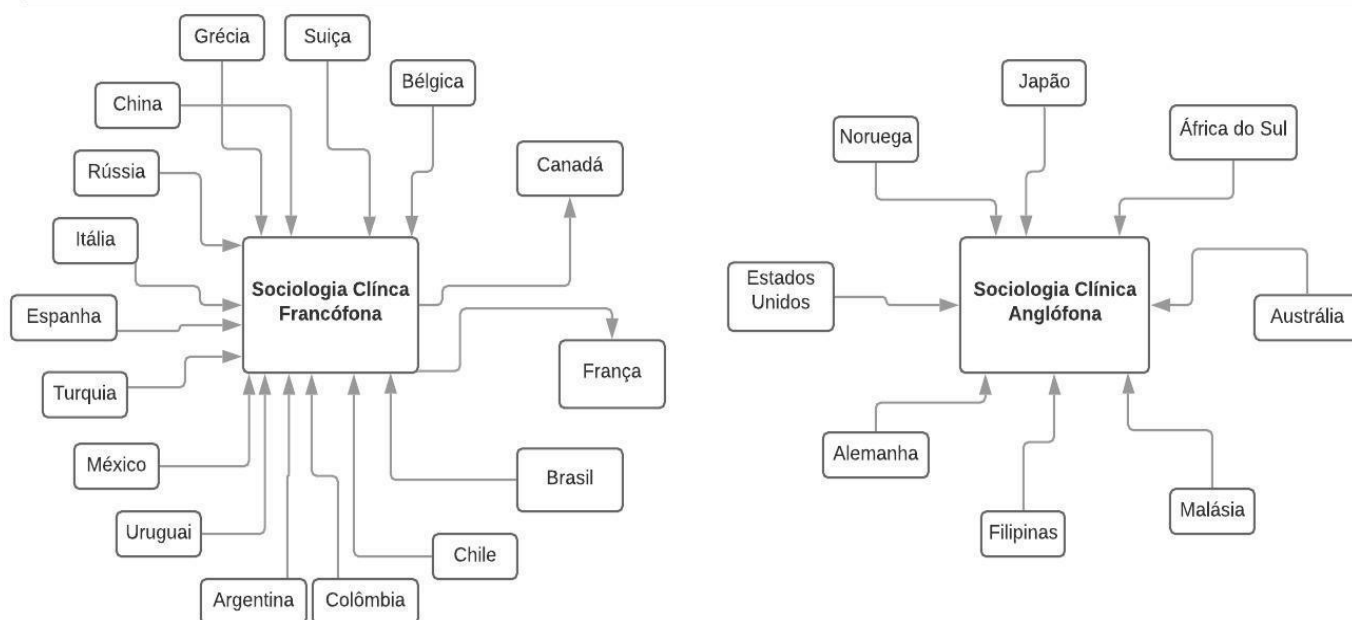 Grécia
Suiça
Bélgica
China
Canadá
Rússia
Itália
Sociologia Clínca
Francófona
Espanha
França
Turquia
México
Brasil
Uruguai
Chile
Argentina
Colômbia
Japão
África do Sul
Noruega
Estados
Unidos
Sociologia Clínica
Anglófona
Austrália
Alemanha
Malásia
Filipinas